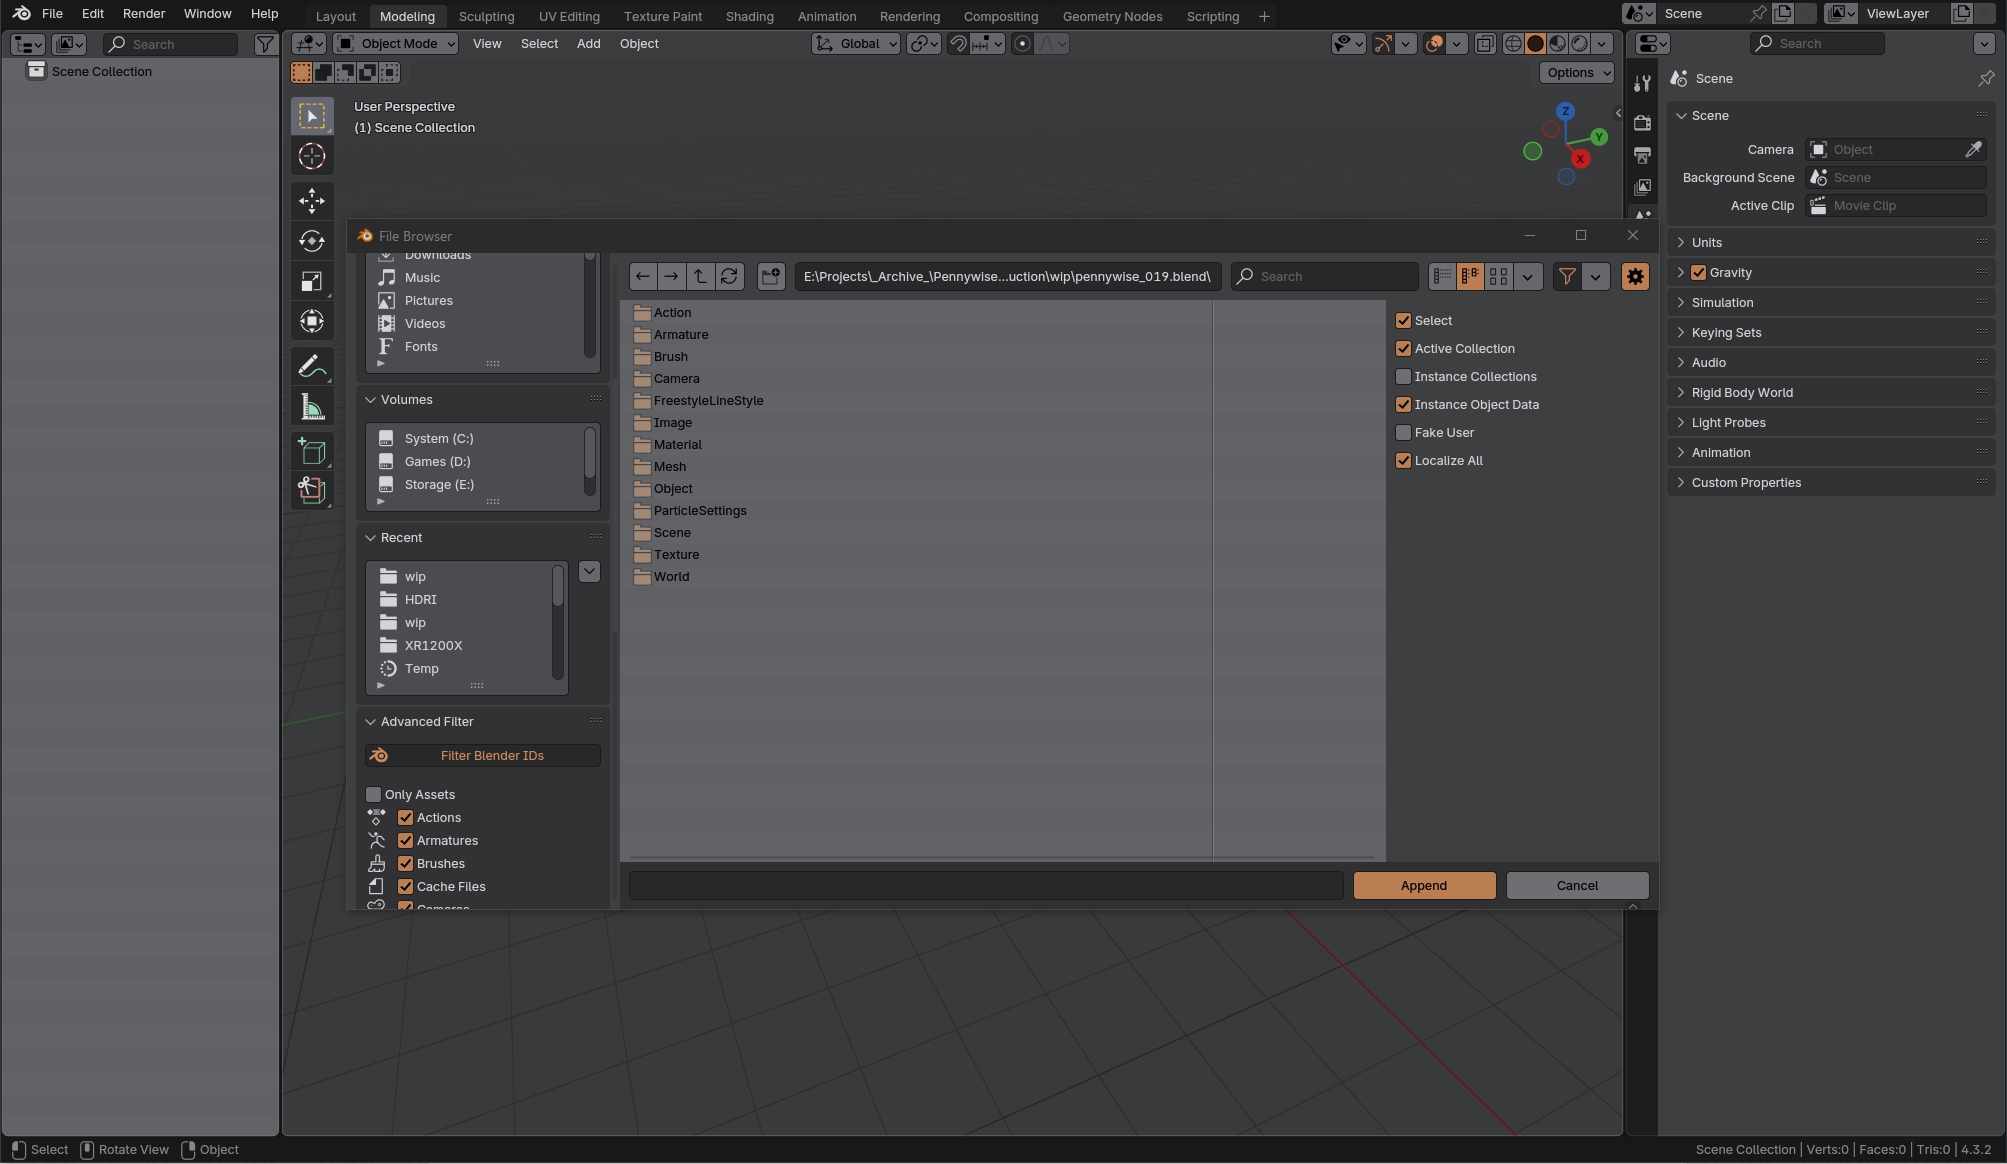 File Edit Render Window Help Layout Modeling Sculpting UV Editing Texture Paint Shading Animation Rendering Compositing Geometry Nodes Scripting + Scene ViewLayer
Search
Object Mode View Select Add Object Global
Search
Scene Collection
Options
User Perspective
(1) Scene Collection
Z
Y
X
Scene
Scene
Camera Object
Background Scene Scene
Active Clip Movie Clip
Units
Gravity
Simulation
Keying Sets
Audio
Rigid Body World
Light Probes
Animation
Custom Properties
File Browser
Downloads
Music
Pictures
Videos
Fonts
Volumes
System (C:)
Games (D:)
Storage (E:)
Recent
wip
HDRI
wip
XR1200X
Temp
Advanced Filter
Filter Blender IDs
Only Assets
Actions
Armatures
Brushes
Cache Files
Cameras
E:\Projects\_Archive_\Pennywise...uction\wip\pennywise_019.blend\
Search
Action
Armature
Brush
Camera
FreestyleLineStyle
Image
Material
Mesh
Object
ParticleSettings
Scene
Texture
World
Select
Active Collection
Instance Collections
Instance Object Data
Fake User
Localize All
Append Cancel
Select Rotate View Object
Scene Collection | Verts:0 | Faces:0 | Tris:0 | 4.3.2